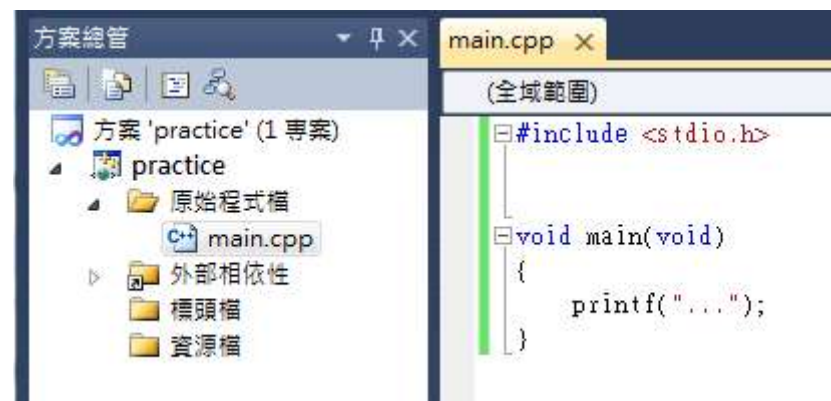 方案總管
方案 'practice' (1 專案)
practice
原始程式檔
main.cpp
外部相依性
標頭檔
資源檔
main.cpp
(全域範圍)
#include <stdio.h>
void main(void)
{
printf("...");
}